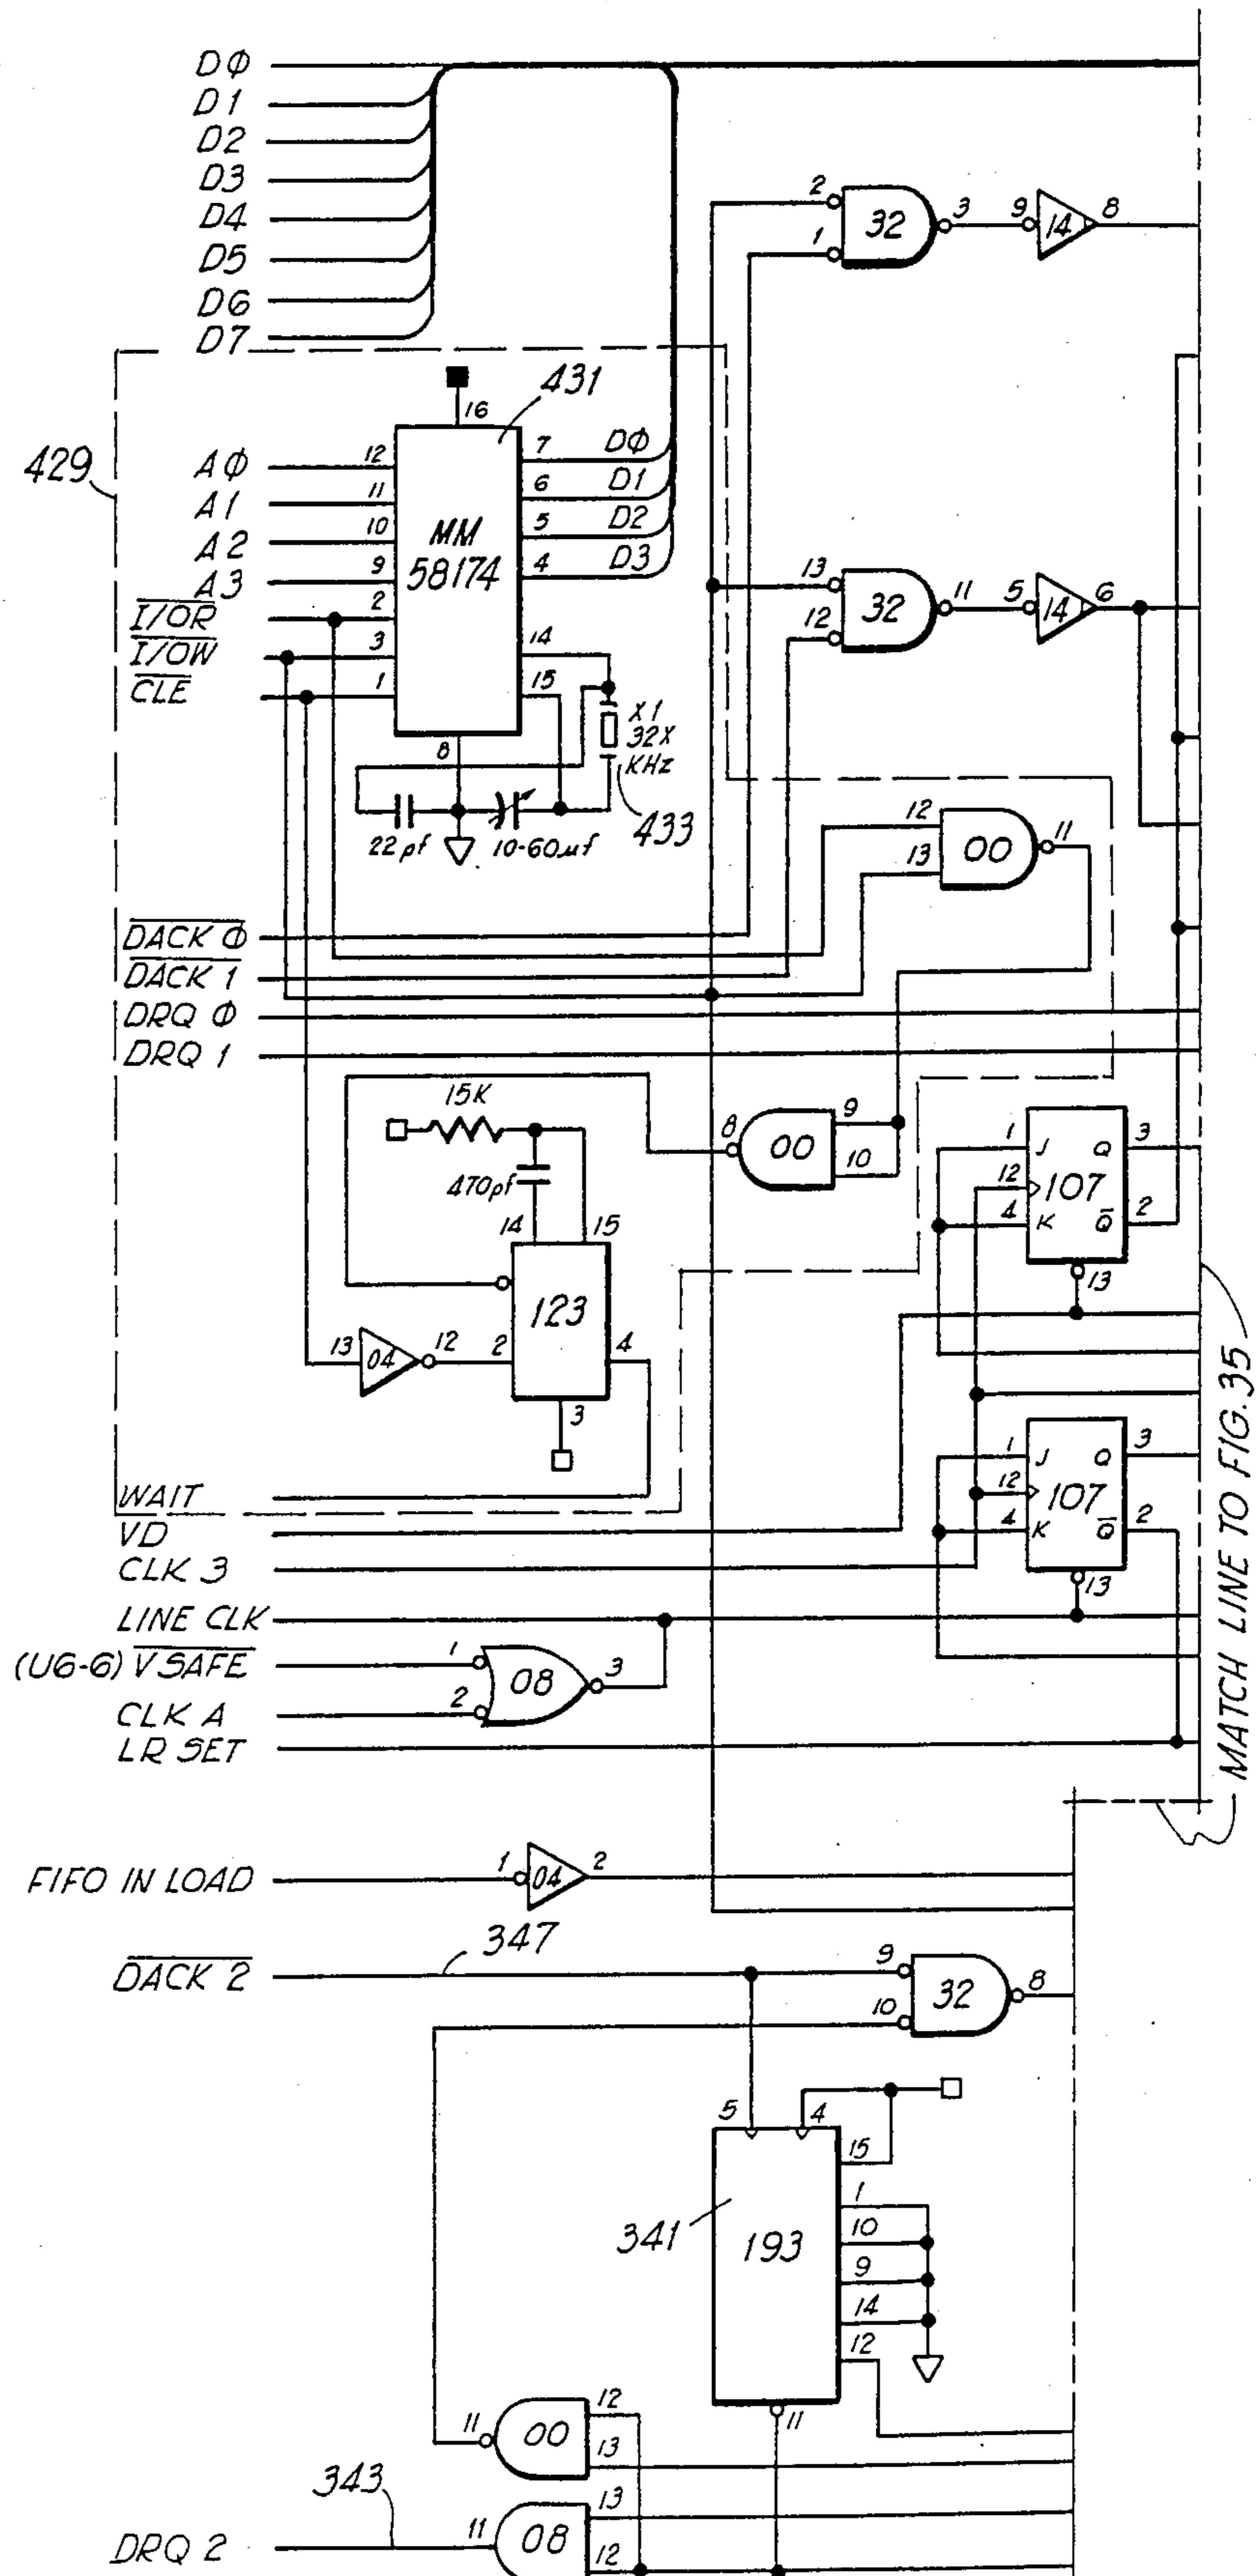 DΦ
D1
D2
D3
D4
D5
D6
D7
2
1
32
3
9
14
8
429
431
16
AΦ
A1
A2
A3
I/OR
I/OW
CLE
12
11
10
9
2
3
1
MM
58174
7
6
5
4
DΦ
D1
D2
D3
14
15
8
X1
32X
KHz
433
22pf
10-60µf
13
12
32
11
5
14
6
12
13
00
11
DACK Φ
DACK 1
DRQ Φ
DRQ 1
15K
470pf
14
15
8
00
9
10
123
13
04
12
2
4
3
1
J
Q
3
12
107
4
K
Q
2
13
1
J
Q
3
12
107
4
K
Q
2
13
MATCH LINE TO FIG. 35
WAIT
VD
CLK 3
LINE CLK
(U6-6) VSAFE
CLK A
LR SET
1
2
08
3
FIFO IN LOAD
1
04
2
DACK 2
347
9
10
32
8
5
4
341
193
15
1
10
9
14
12
11
11
00
12
13
343
DRQ 2
11
08
13
12